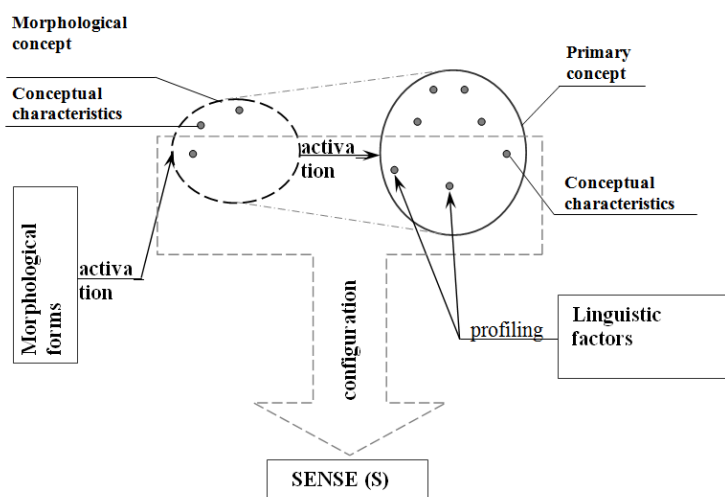 Morphological
concept
Conceptual
characteristics
Primary
concept
activa
tion
Conceptual
characteristics
Morphological
forms
activa
tion
configuration
profiling
Linguistic
factors
SENSE (S)